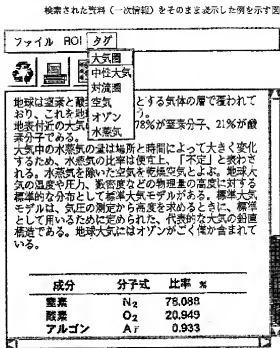 検索された資料(一次情報)をそのまま表示した例を示す図
ファイル ROI タグ
大気圏
中性大気
対流圏
空気
オゾン
水蒸気
地球は窒素と酸 とする気体の層で覆われて
おり、これを地 う。
地表付近の大気 78%が窒素分子、21%が酸
素分子である。
大気中の水蒸気の量は場所と時間によって大きく変化
するため、水蒸気の比率は便宜上、「不定」と表わさ
れる。水蒸気を除いた空気を乾燥空気とよぶ。地球大
気の温度や圧力、数密度などの物理量の高度に対する
標準的な分布として標準大気モデルがある。標準大気
モデルは、気圧の測定から高度を求めるときに、標準
として用いるために定められた、代表的な大気の鉛直
構造である。地球大気にはオゾンがごく僅か含まれて
いる。
成分 分子式 比率 %
窒素 N2 78.088
酸素 O2 20.949
アルゴン Ar 0.933